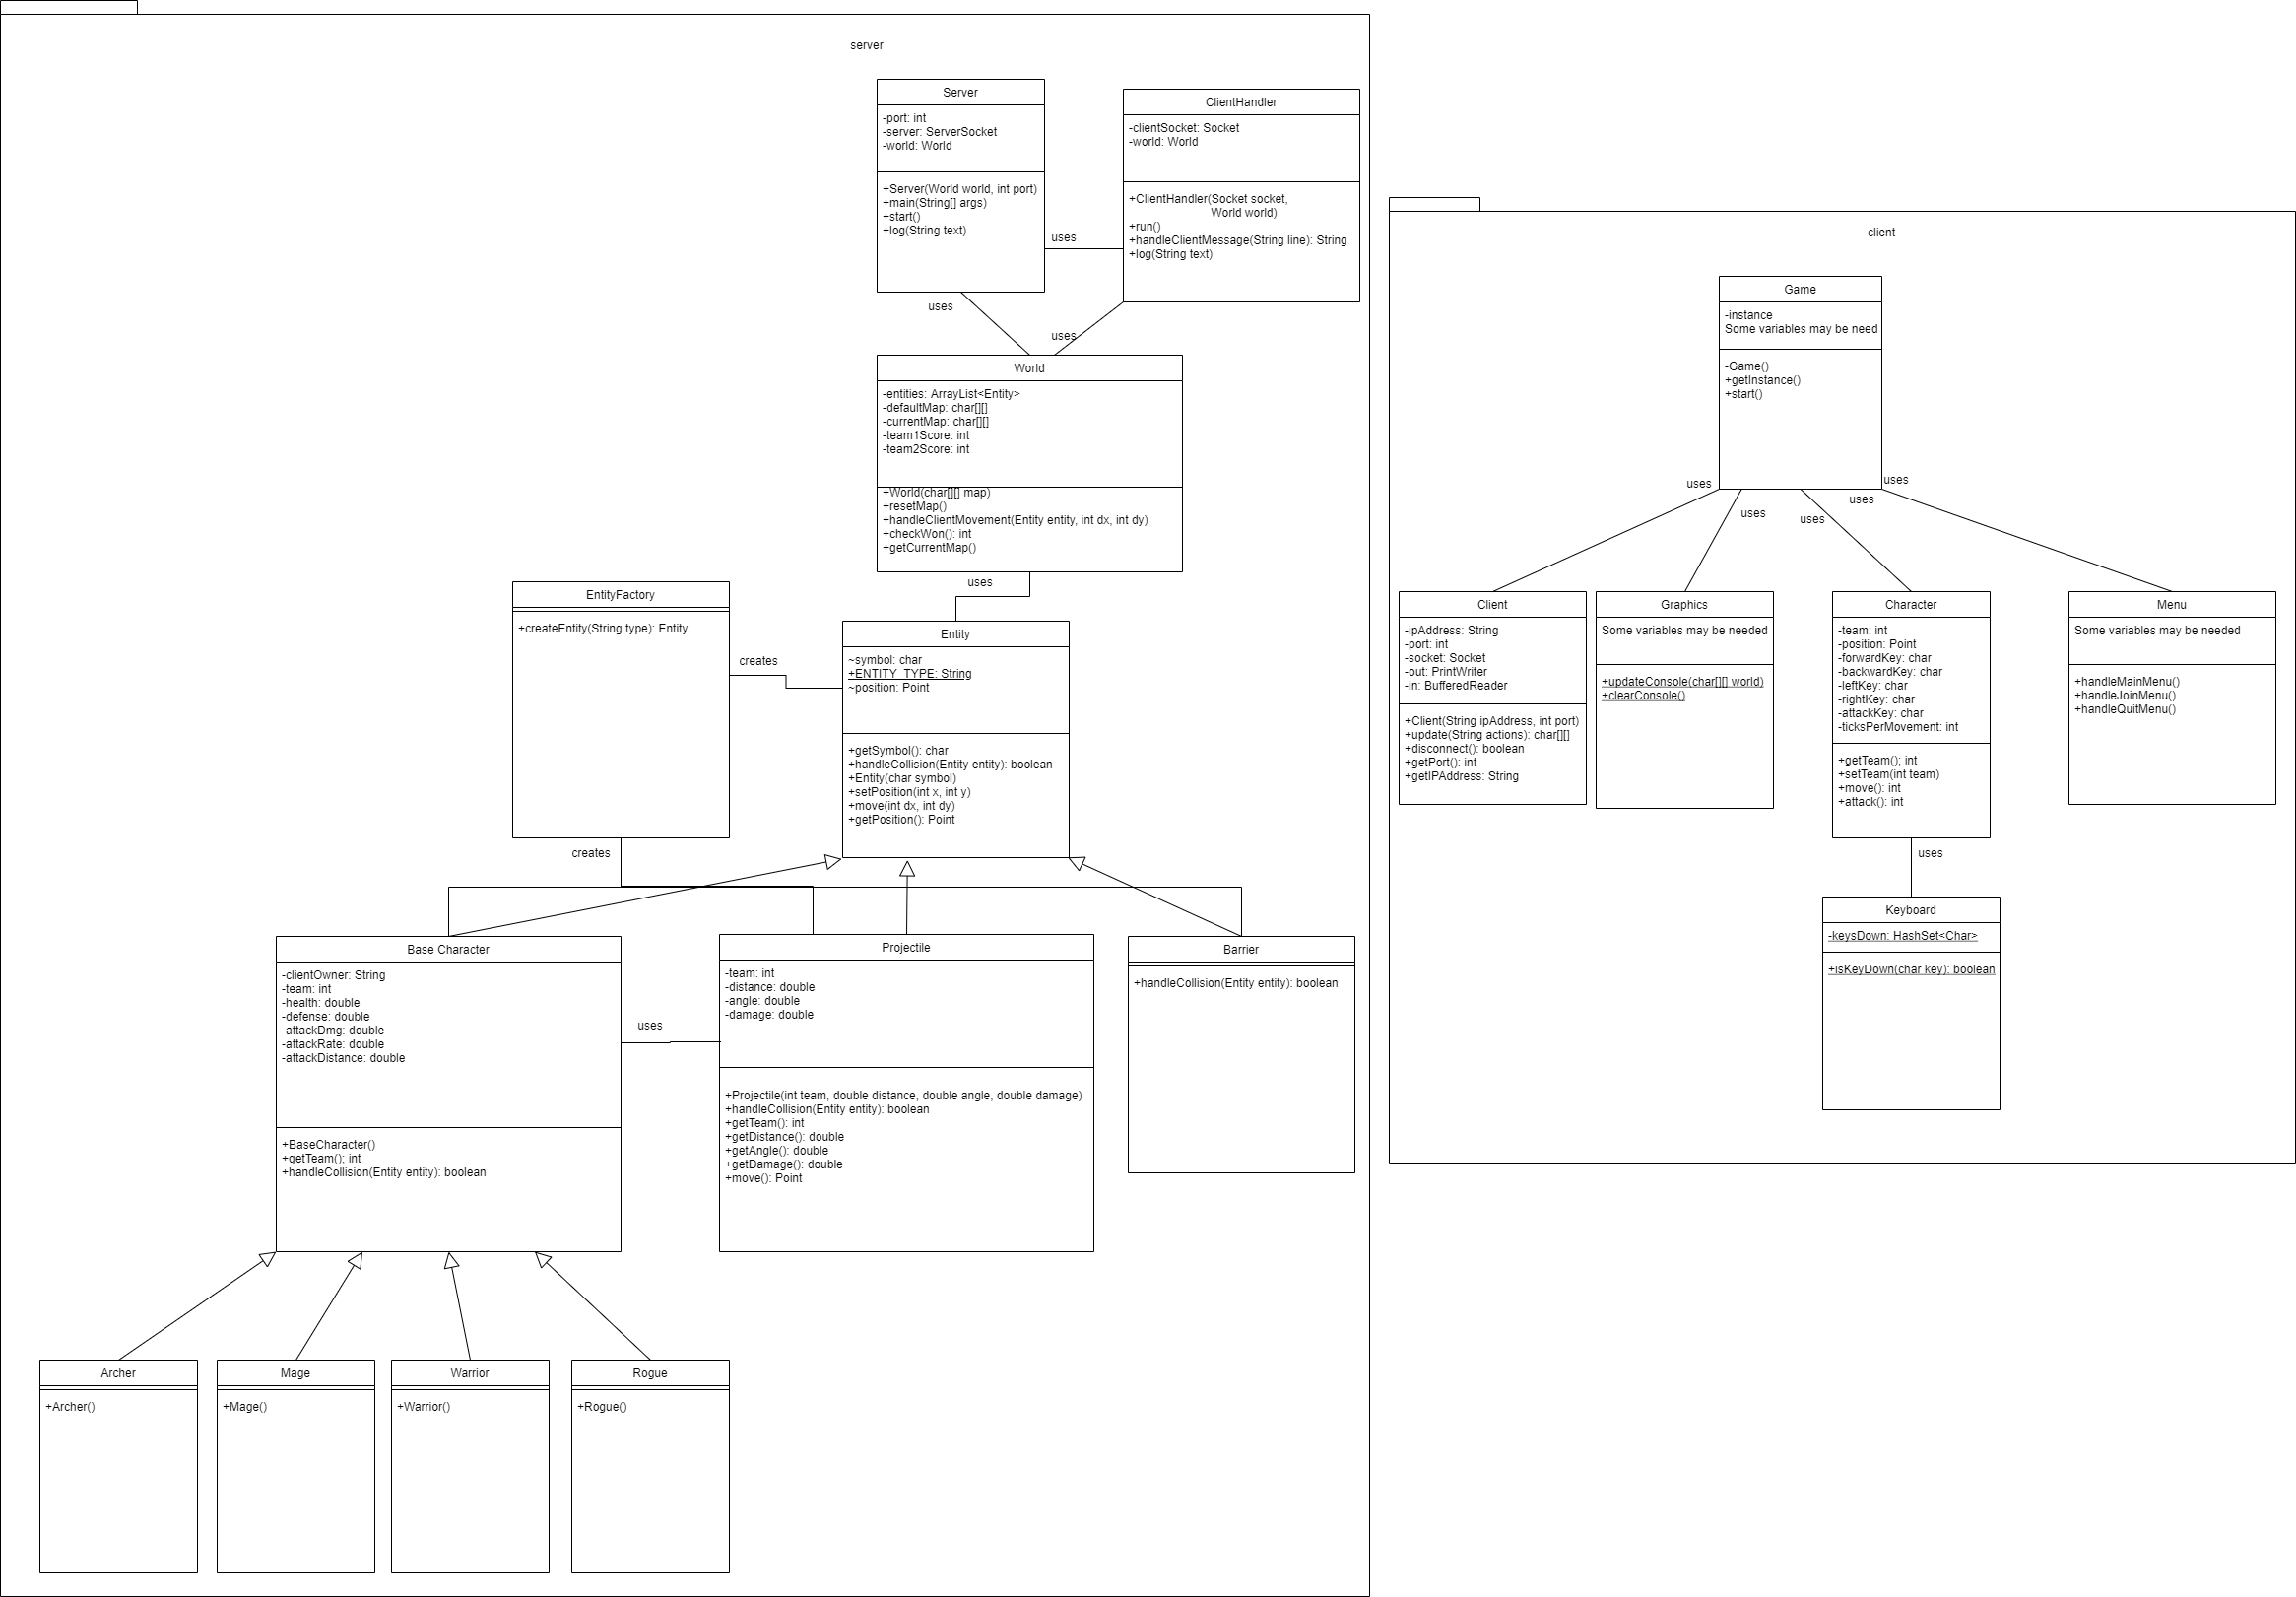 server
Server
-port: int
-server: ServerSocket
-world: World
+Server(World world, int port)
+main(String[] args)
+start()
+log(String text)
uses
ClientHandler
-clientSocket: Socket
-world: World
+ClientHandler(Socket socket,
World world)
+run()
+handleClientMessage(String line): String
+log(String text)
uses
uses
World
-entities: ArrayList<Entity>
-defaultMap: char[][]
-currentMap: char[][]
-team1Score: int
-team2Score: int
+World(char[][] map)
+resetMap()
+handleClientMovement(Entity entity, int dx, int dy)
+checkWon(): int
+getCurrentMap()
uses
EntityFactory
+createEntity(String type): Entity
creates
Entity
~symbol: char
+ENTITY_TYPE: String
~position: Point
+getSymbol(): char
+handleCollision(Entity entity): boolean
+Entity(char symbol)
+setPosition(int x, int y)
+move(int dx, int dy)
+getPosition(): Point
creates
Base Character
-clientOwner: String
-team: int
-health: double
-defense: double
-attackDmg: double
-attackRate: double
-attackDistance: double
+BaseCharacter()
+getTeam(); int
+handleCollision(Entity entity): boolean
uses
Projectile
-team: int
-distance: double
-angle: double
-damage: double
+Projectile(int team, double distance, double angle, double damage)
+handleCollision(Entity entity): boolean
+getTeam(): int
+getDistance(): double
+getAngle(): double
+getDamage(): double
+move(): Point
Barrier
+handleCollision(Entity entity): boolean
Archer
+Archer()
Mage
+Mage()
Warrior
+Warrior()
Rogue
+Rogue()
client
Game
-instance
Some variables may be need
-Game()
+getInstance()
+start()
uses
uses
uses
uses
uses
Client
-ipAddress: String
-port: int
-socket: Socket
-out: PrintWriter
-in: BufferedReader
+Client(String ipAddress, int port)
+update(String actions): char[][]
+disconnect(): boolean
+getPort(): int
+getIPAddress: String
Graphics
Some variables may be needed
+updateConsole(char[][] world)
+clearConsole()
Character
-team: int
-position: Point
-forwardKey: char
-backwardKey: char
-leftKey: char
-rightKey: char
-attackKey: char
-ticksPerMovement: int
+getTeam(); int
+setTeam(int team)
+move(): int
+attack(): int
Menu
Some variables may be needed
+handleMainMenu()
+handleJoinMenu()
+handleQuitMenu()
uses
Keyboard
-keysDown: HashSet<Char>
+isKeyDown(char key): boolean